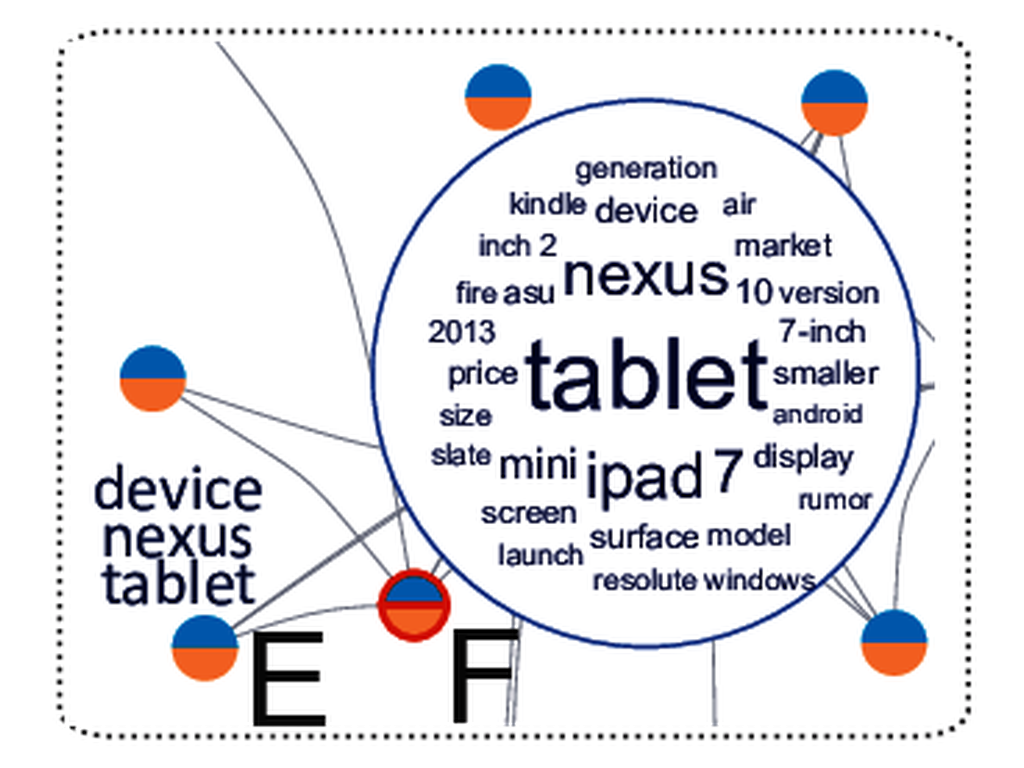 generation
kindle device air
inch 2 nexus market
fire asu 10 version
2013 7-inch
price tablet smaller
size android
slate mini ipad 7 display
rumor
screen
surface model
launch
resolute windows
device
nexus
tablet
E F